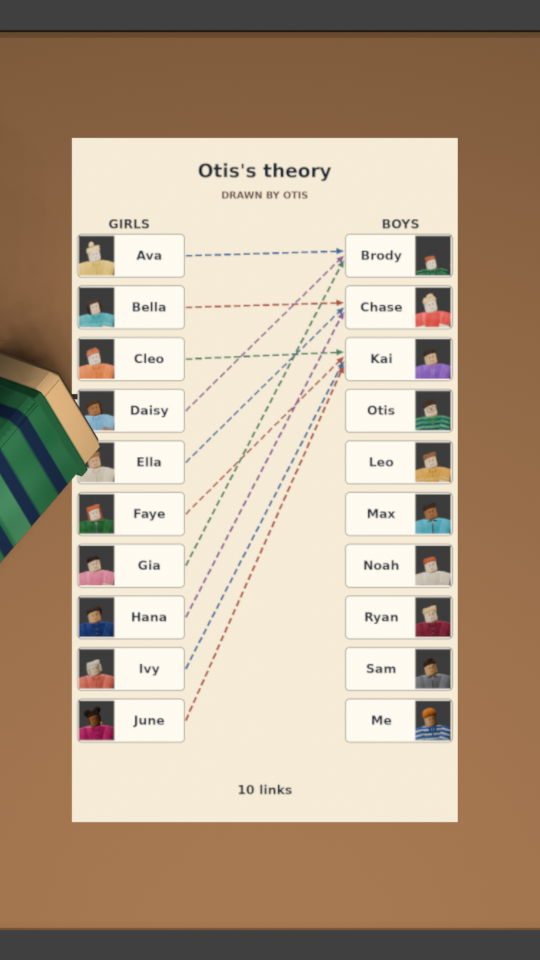 Otis's theory
DRAWN BY OTIS
GIRLS BOYS
Ava Brody
Bella Chase
Cleo Kai
Daisy Otis
Ella Leo
Faye Max
Gia Noah
Hana Ryan
Ivy Sam
June Me
10 links